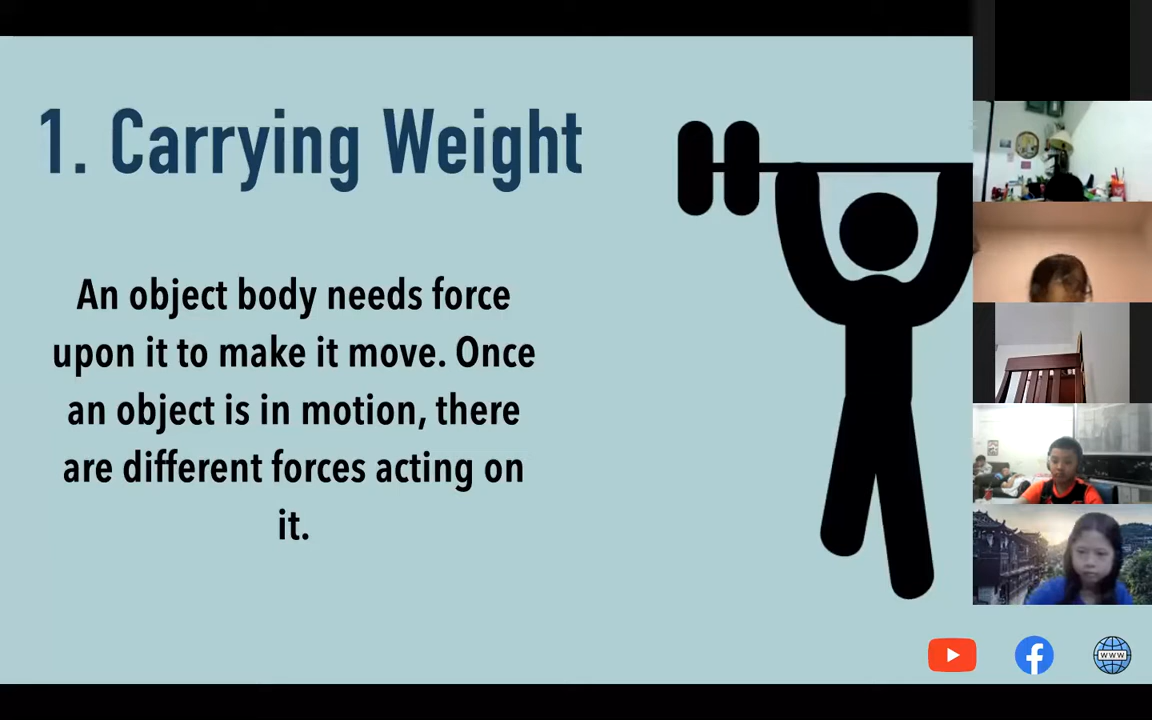 1. Carrying Weight
An object body needs force
upon it to make it move. Once
an object is in motion, there
are different forces acting on
it.
WWW